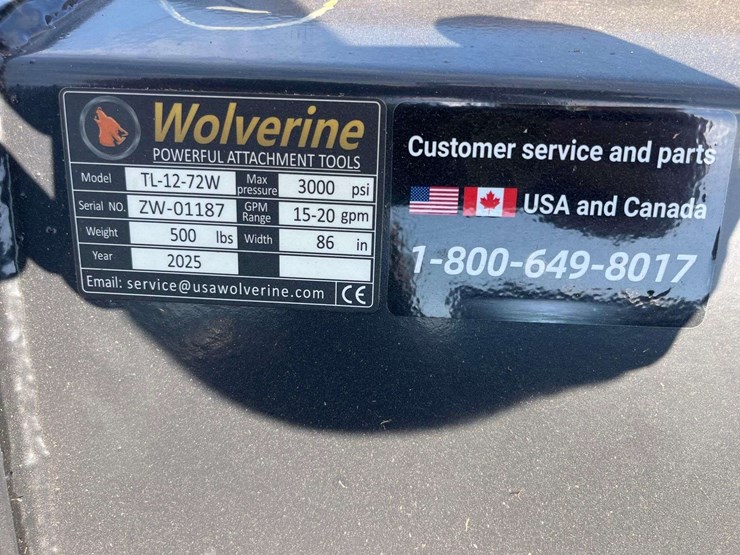 Wolverine
POWERFUL ATTACHMENT TOOLS
Model TL-12-72W Max pressure 3000 psi
Serial NO. ZW-01187 GPM Range 15-20 gpm
Weight 500 lbs Width 86 in
Year 2025
Email: service@usawolverine.com CE
Customer service and parts
USA and Canada
1-800-649-8017